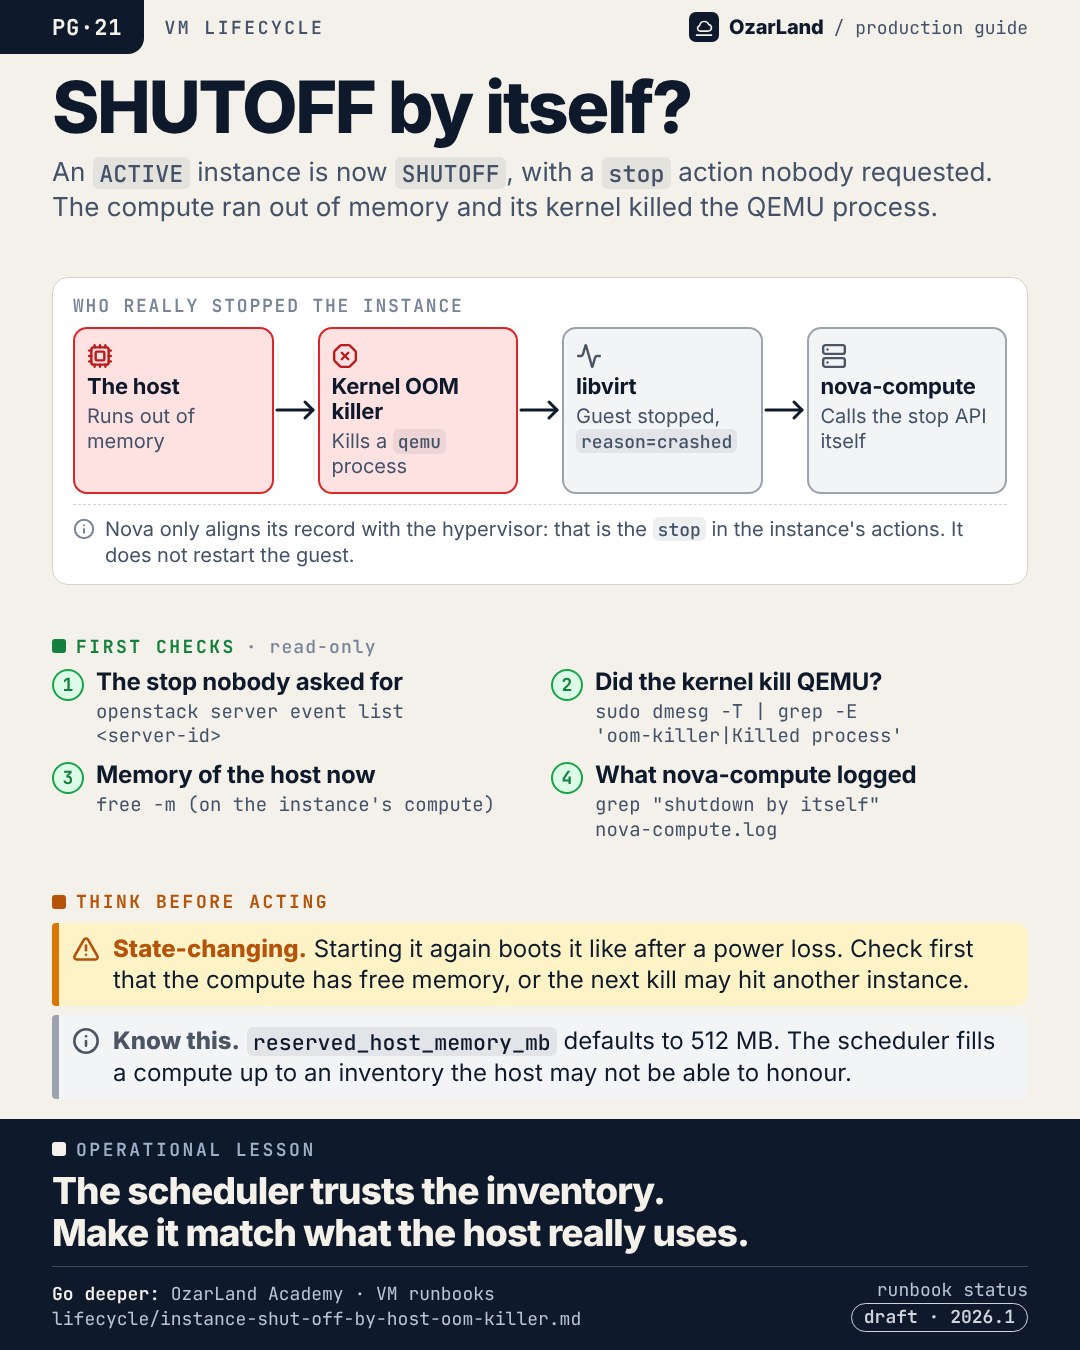 PG·21
VM LIFECYCLE
OzarLand / production guide
SHUTOFF by itself?
An ACTIVE instance is now SHUTOFF, with a stop action nobody requested.
The compute ran out of memory and its kernel killed the QEMU process.
WHO REALLY STOPPED THE INSTANCE
The host
Runs out of
memory
Kernel OOM
killer
Kills a qemu
process
libvirt
Guest stopped,
reason=crashed
nova-compute
Calls the stop API
itself
Nova only aligns its record with the hypervisor: that is the stop in the instance's actions. It
does not restart the guest.
FIRST CHECKS · read-only
1 The stop nobody asked for
openstack server event list
<server-id>
2 Did the kernel kill QEMU?
sudo dmesg -T | grep -E
'oom-killer|Killed process'
3 Memory of the host now
free -m (on the instance's compute)
4 What nova-compute logged
grep "shutdown by itself"
nova-compute.log
THINK BEFORE ACTING
State-changing. Starting it again boots it like after a power loss. Check first
that the compute has free memory, or the next kill may hit another instance.
Know this. reserved_host_memory_mb defaults to 512 MB. The scheduler fills
a compute up to an inventory the host may not be able to honour.
OPERATIONAL LESSON
The scheduler trusts the inventory.
Make it match what the host really uses.
Go deeper: OzarLand Academy · VM runbooks
lifecycle/instance-shut-off-by-host-oom-killer.md
runbook status
draft · 2026.1